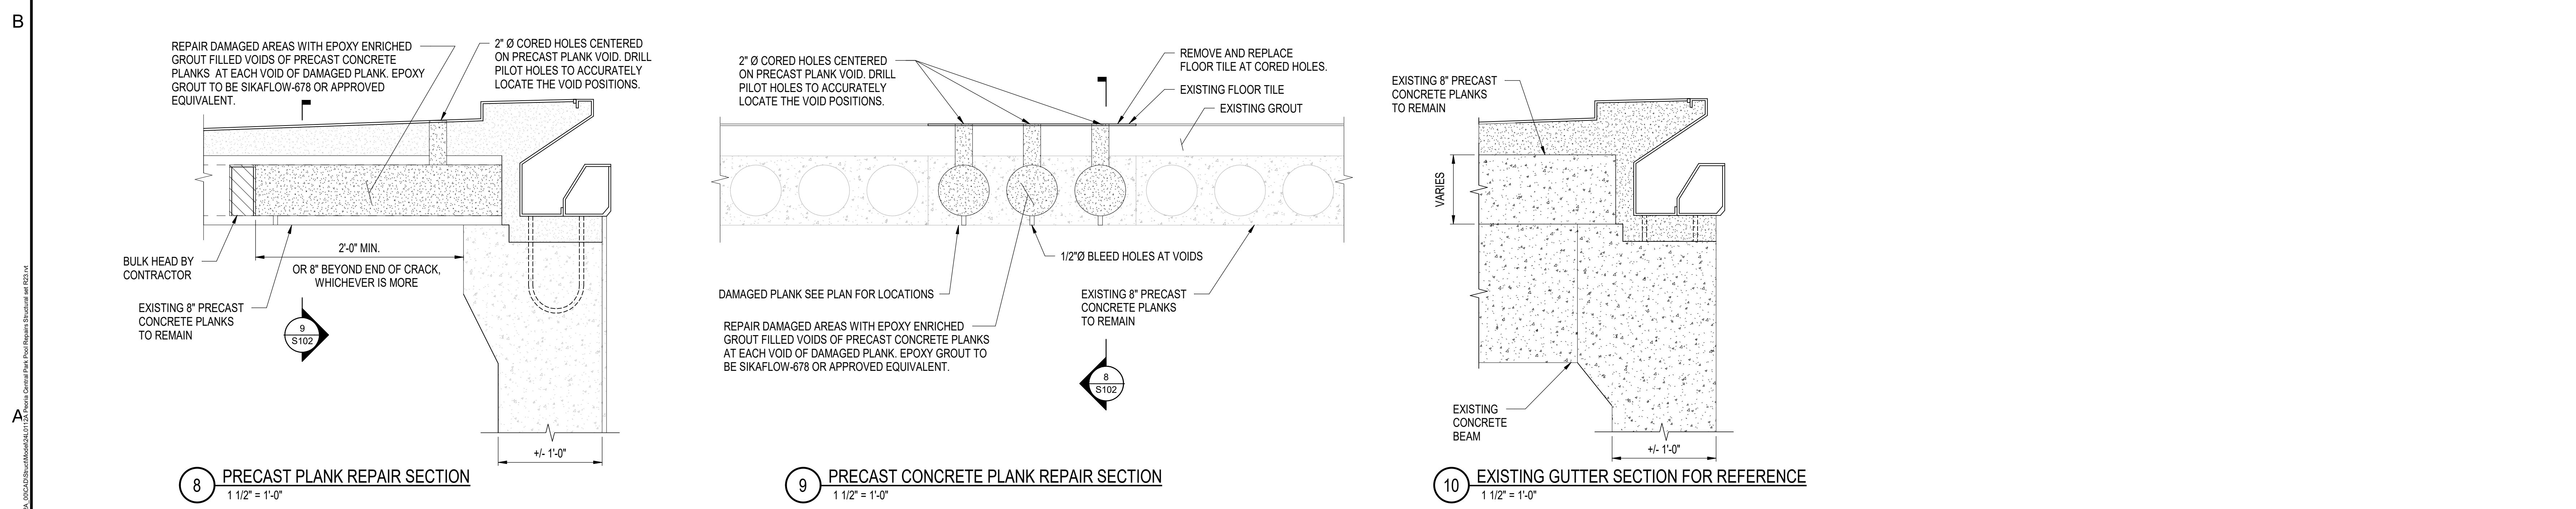 B
REPAIR DAMAGED AREAS WITH EPOXY ENRICHED
GROUT FILLED VOIDS OF PRECAST CONCRETE
PLANKS AT EACH VOID OF DAMAGED PLANK. EPOXY
GROUT TO BE SIKAFLOW-678 OR APPROVED
EQUIVALENT.
2" Ø CORED HOLES CENTERED
ON PRECAST PLANK VOID. DRILL
PILOT HOLES TO ACCURATELY
LOCATE THE VOID POSITIONS.
2'-0" MIN.
OR 8" BEYOND END OF CRACK,
WHICHEVER IS MORE
BULK HEAD BY
CONTRACTOR
EXISTING 8" PRECAST
CONCRETE PLANKS
TO REMAIN
9
S102
+/- 1'-0"
8
PRECAST PLANK REPAIR SECTION
1 1/2" = 1'-0"
2" Ø CORED HOLES CENTERED
ON PRECAST PLANK VOID. DRILL
PILOT HOLES TO ACCURATELY
LOCATE THE VOID POSITIONS.
REMOVE AND REPLACE
FLOOR TILE AT CORED HOLES.
EXISTING FLOOR TILE
EXISTING GROUT
1/2"Ø BLEED HOLES AT VOIDS
DAMAGED PLANK SEE PLAN FOR LOCATIONS
EXISTING 8" PRECAST
CONCRETE PLANKS
TO REMAIN
REPAIR DAMAGED AREAS WITH EPOXY ENRICHED
GROUT FILLED VOIDS OF PRECAST CONCRETE PLANKS
AT EACH VOID OF DAMAGED PLANK. EPOXY GROUT TO
BE SIKAFLOW-678 OR APPROVED EQUIVALENT.
8
S102
9
PRECAST CONCRETE PLANK REPAIR SECTION
1 1/2" = 1'-0"
EXISTING 8" PRECAST
CONCRETE PLANKS
TO REMAIN
VARIES
EXISTING
CONCRETE
BEAM
+/- 1'-0"
10
EXISTING GUTTER SECTION FOR REFERENCE
1 1/2" = 1'-0"
A
Peoria Central Park Pool Repairs Structural set R23.rvt